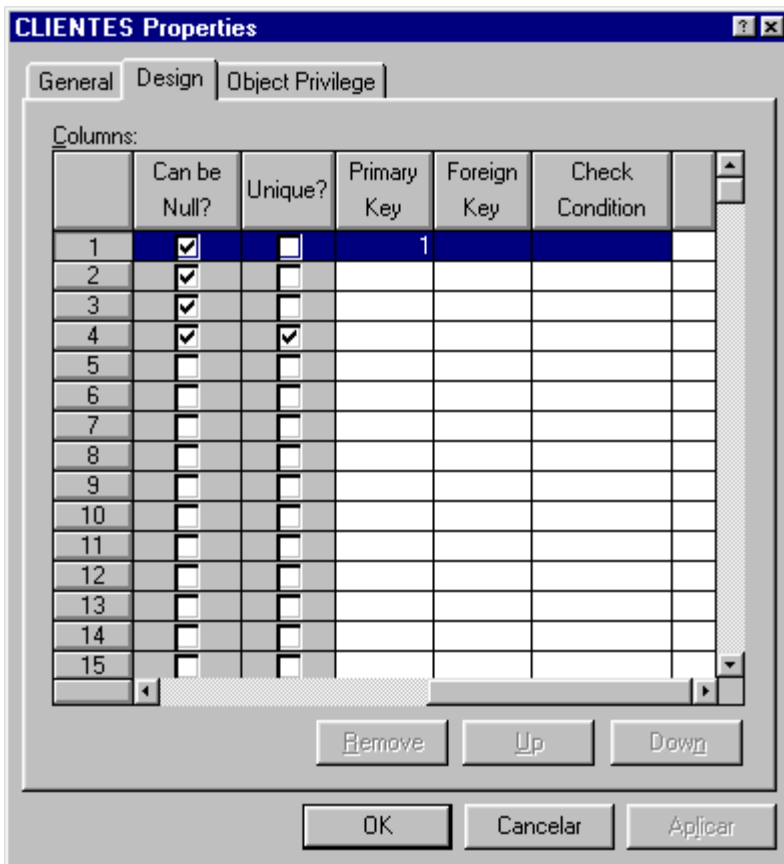 CLIENTES Properties
General Design Object Privilege
Columns:
Can be Null? Unique? Primary Key Foreign Key Check Condition
1 1
2
3
4
5
6
7
8
9
10
11
12
13
14
15
Remove Up Down
OK Cancelar Aplicar